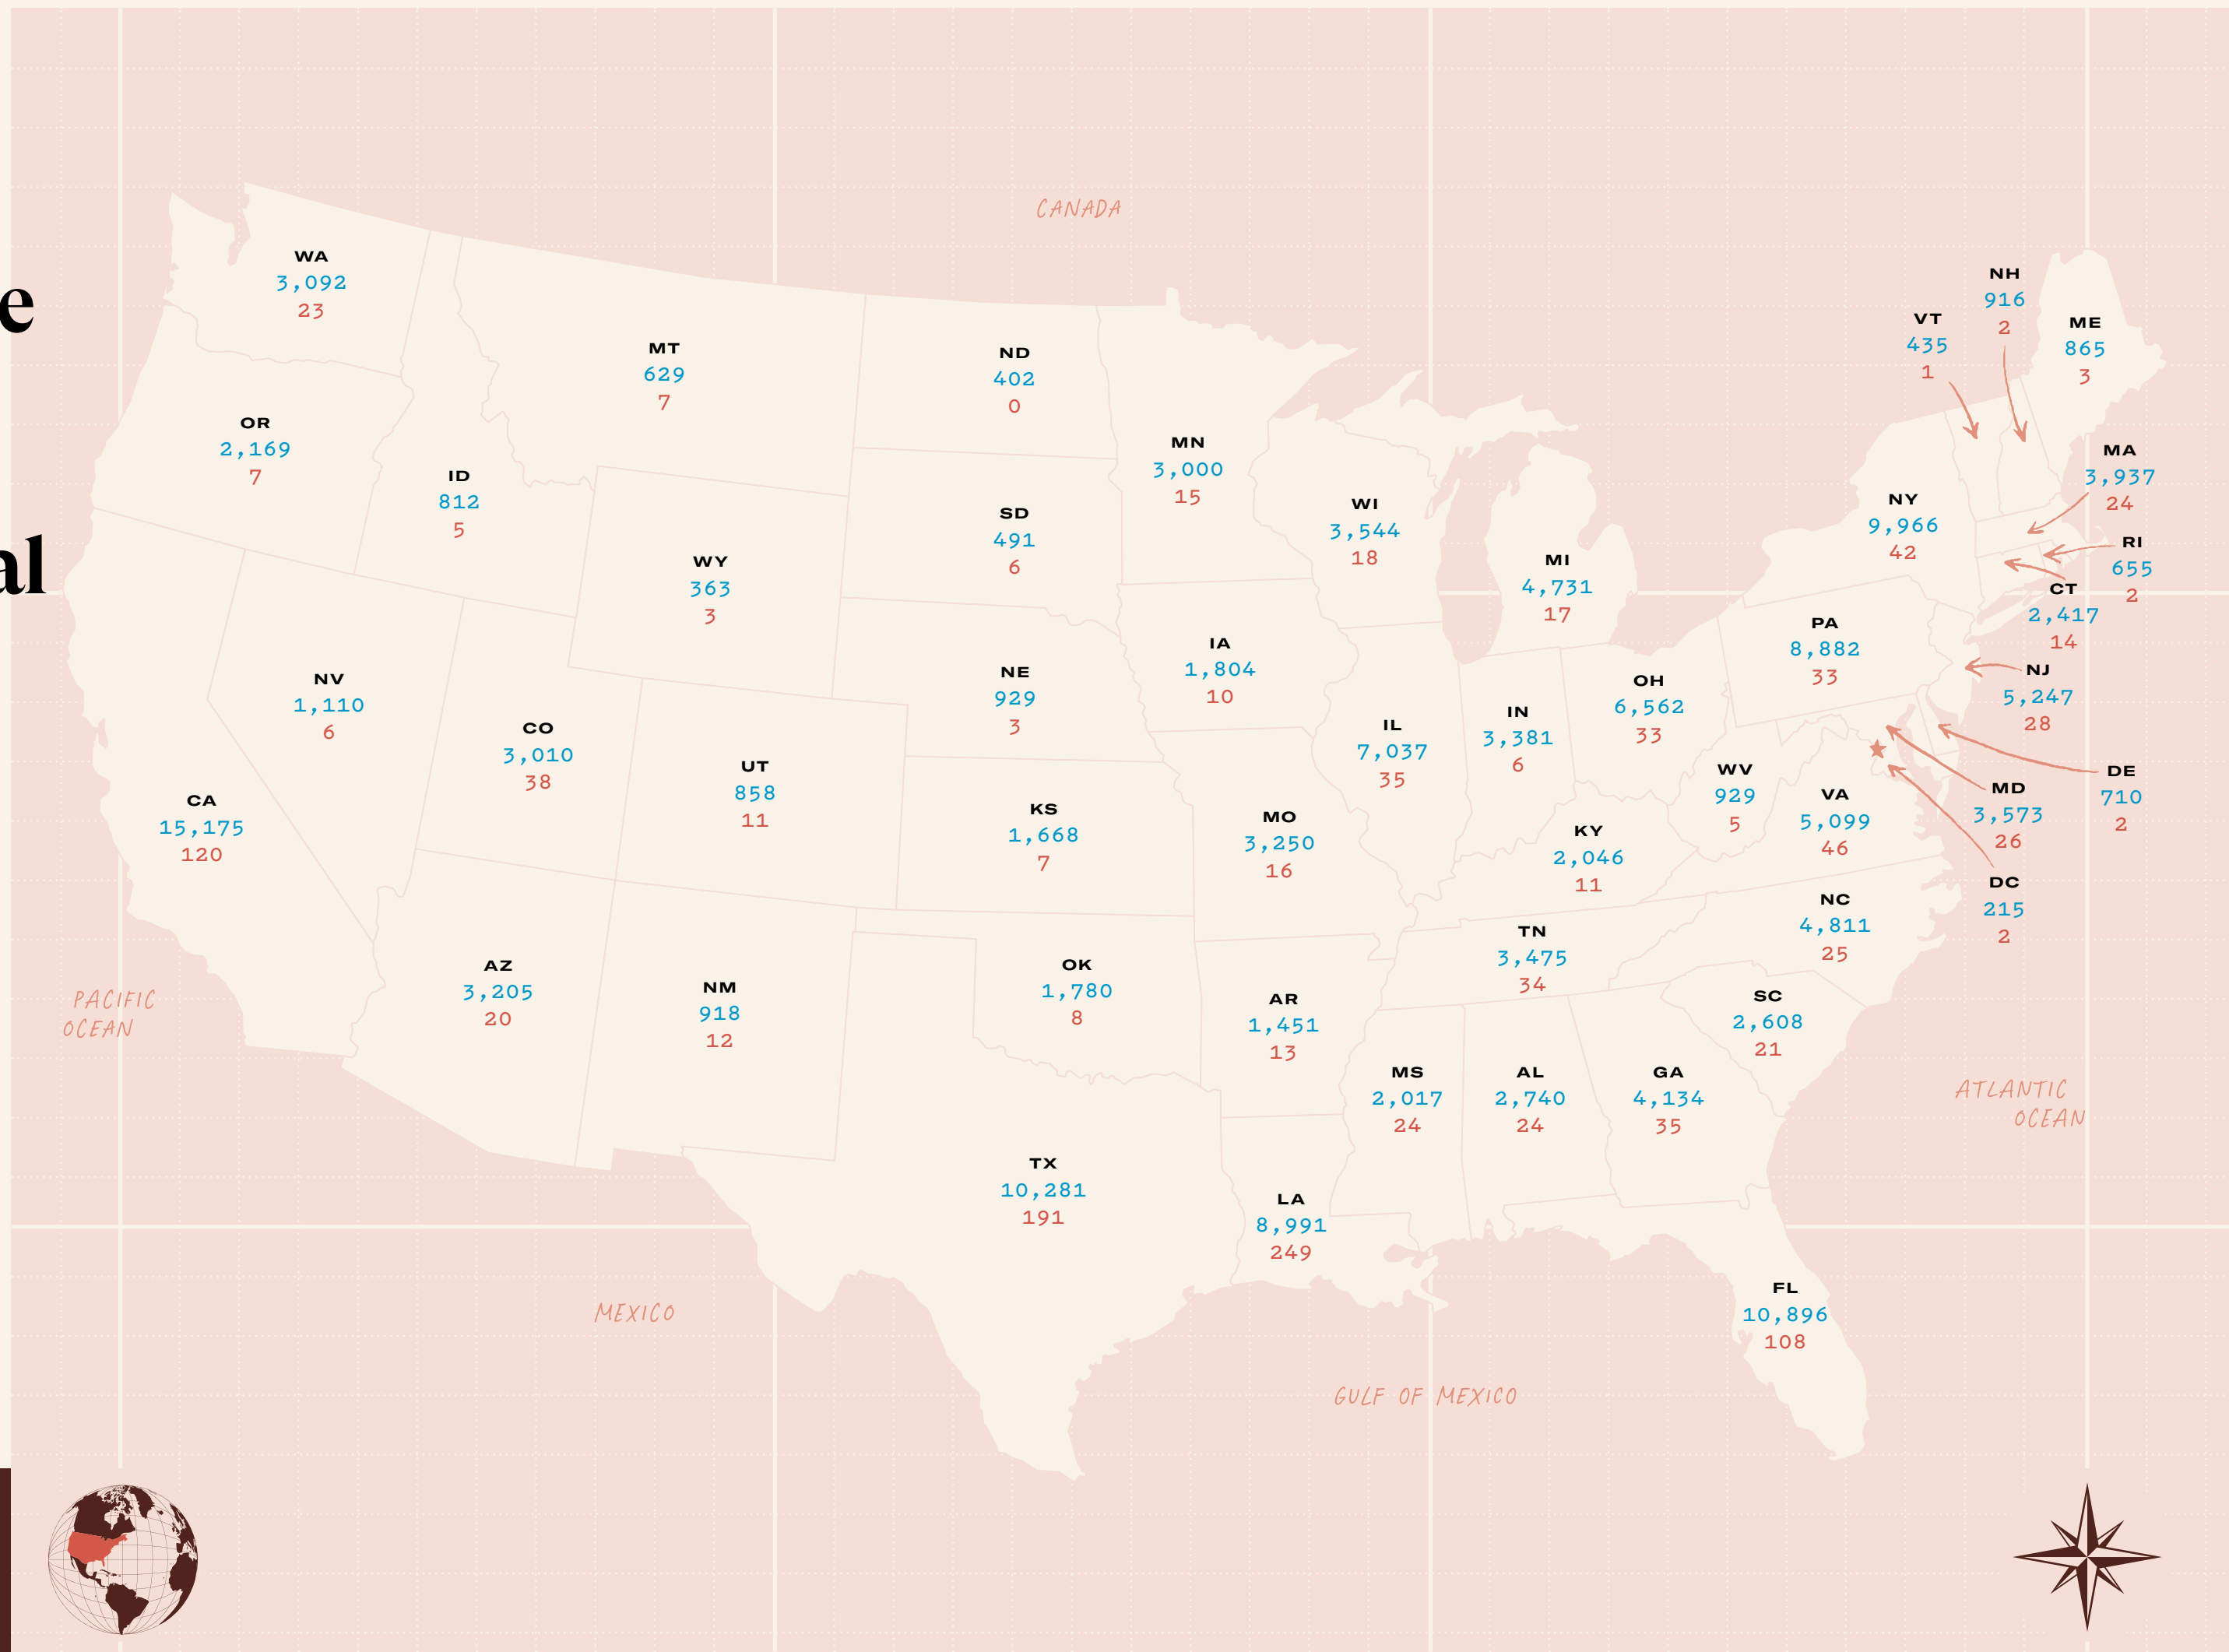 e
al
CANADA
WA
3,092
23
NH
916
2
VT
435
1
ME
865
3
MT
629
7
ND
402
0
OR
2,169
7
MN
3,000
15
MA
3,937
24
ID
812
5
NY
9,966
42
WI
3,544
18
SD
491
6
RI
655
2
MI
4,731
17
WY
363
3
CT
2,417
14
PA
8,882
33
IA
1,804
10
NE
929
3
NJ
5,247
28
NV
1,110
6
OH
6,562
33
IN
3,381
6
IL
7,037
35
CO
3,010
38
UT
858
11
WV
929
5
DE
710
2
MD
3,573
26
VA
5,099
46
CA
15,175
120
KS
1,668
7
MO
3,250
16
KY
2,046
11
DC
215
2
NC
4,811
25
TN
3,475
34
AZ
3,205
20
OK
1,780
8
NM
918
12
AR
1,451
13
SC
2,608
21
PACIFIC
OCEAN
MS
2,017
24
AL
2,740
24
GA
4,134
35
ATLANTIC
OCEAN
TX
10,281
191
LA
8,991
249
FL
10,896
108
MEXICO
GULF OF MEXICO